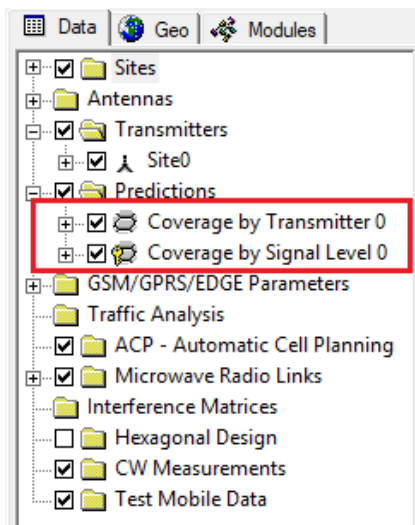 Data Geo Modules
Sites
Antennas
Transmitters
Site0
Predictions
Coverage by Transmitter 0
Coverage by Signal Level 0
GSM/GPRS/EDGE Parameters
Traffic Analysis
ACP - Automatic Cell Planning
Microwave Radio Links
Interference Matrices
Hexagonal Design
CW Measurements
Test Mobile Data